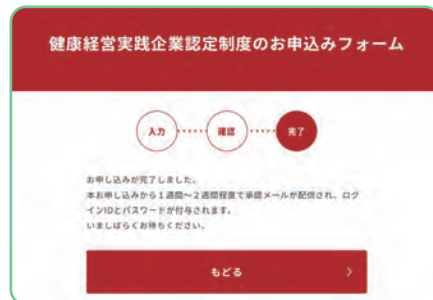 健康経営実践企業認定制度のお申込みフォーム
入力
確認
完了
お申し込みが完了しました。
本お申し込みから１週間〜２週間程度で承認メールが配信され、ログ
インIDとパスワードが付与されます。
いましばらくお待ちください。
もどる